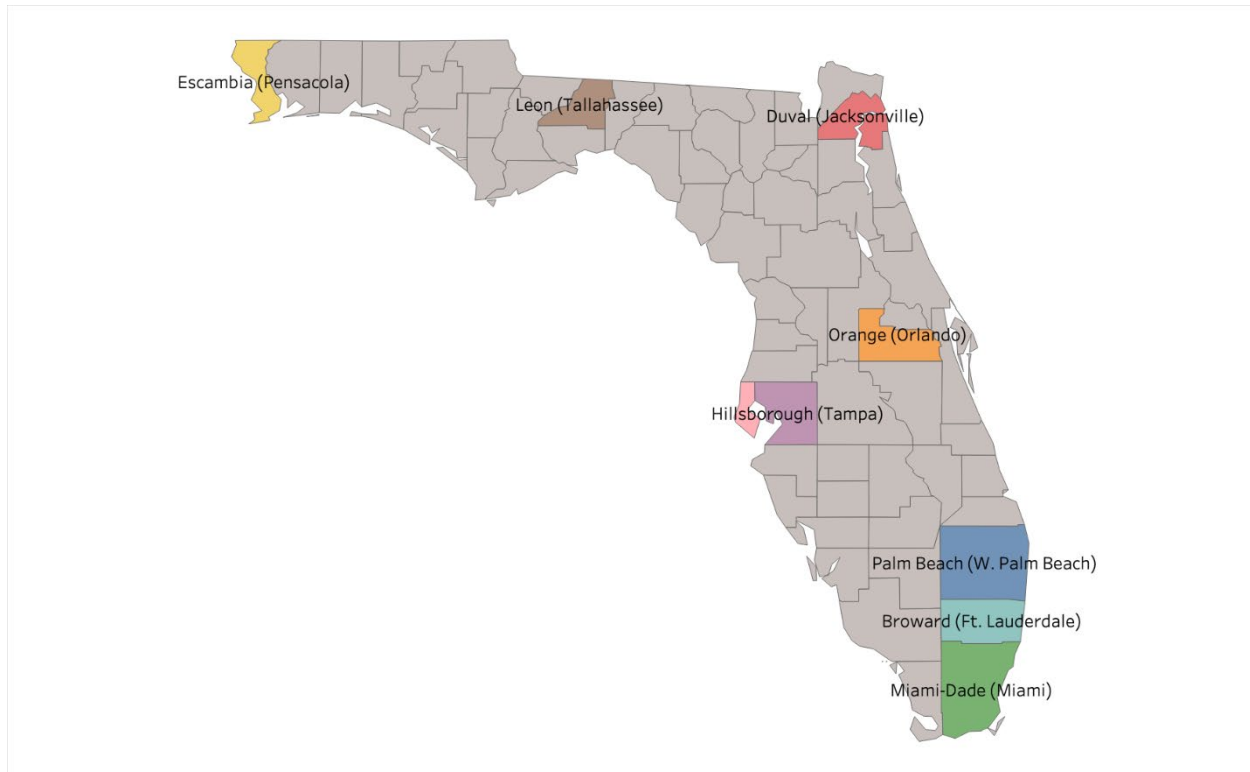 Escambia (Pensacola)
Leon (Tallahassee)
Duval (Jacksonville)
Orange (Orlando)
Hillsborough (Tampa)
Palm Beach (W. Palm Beach)
Broward (Ft. Lauderdale)
Miami-Dade (Miami)